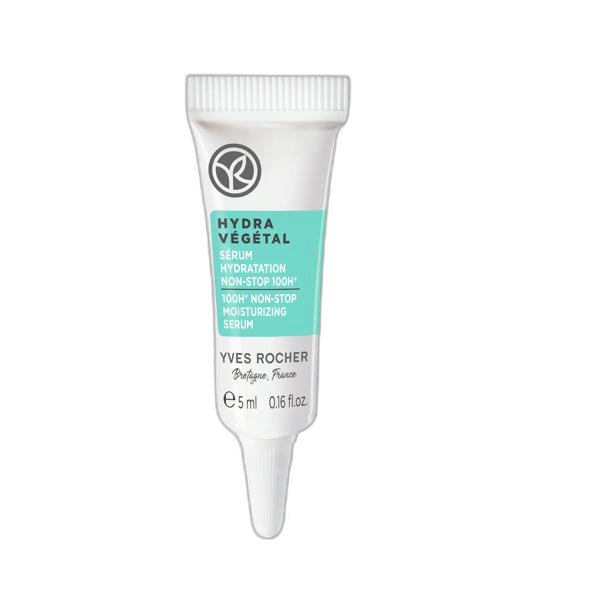 HYDRA
VÉGÉTAL
SÉRUM
HYDRATATION
NON-STOP 100H*
100H* NON-STOP
MOISTURIZING
SERUM
YVES ROCHER
Bretagne, France
℮ 5 ml 0.16 fl.oz.